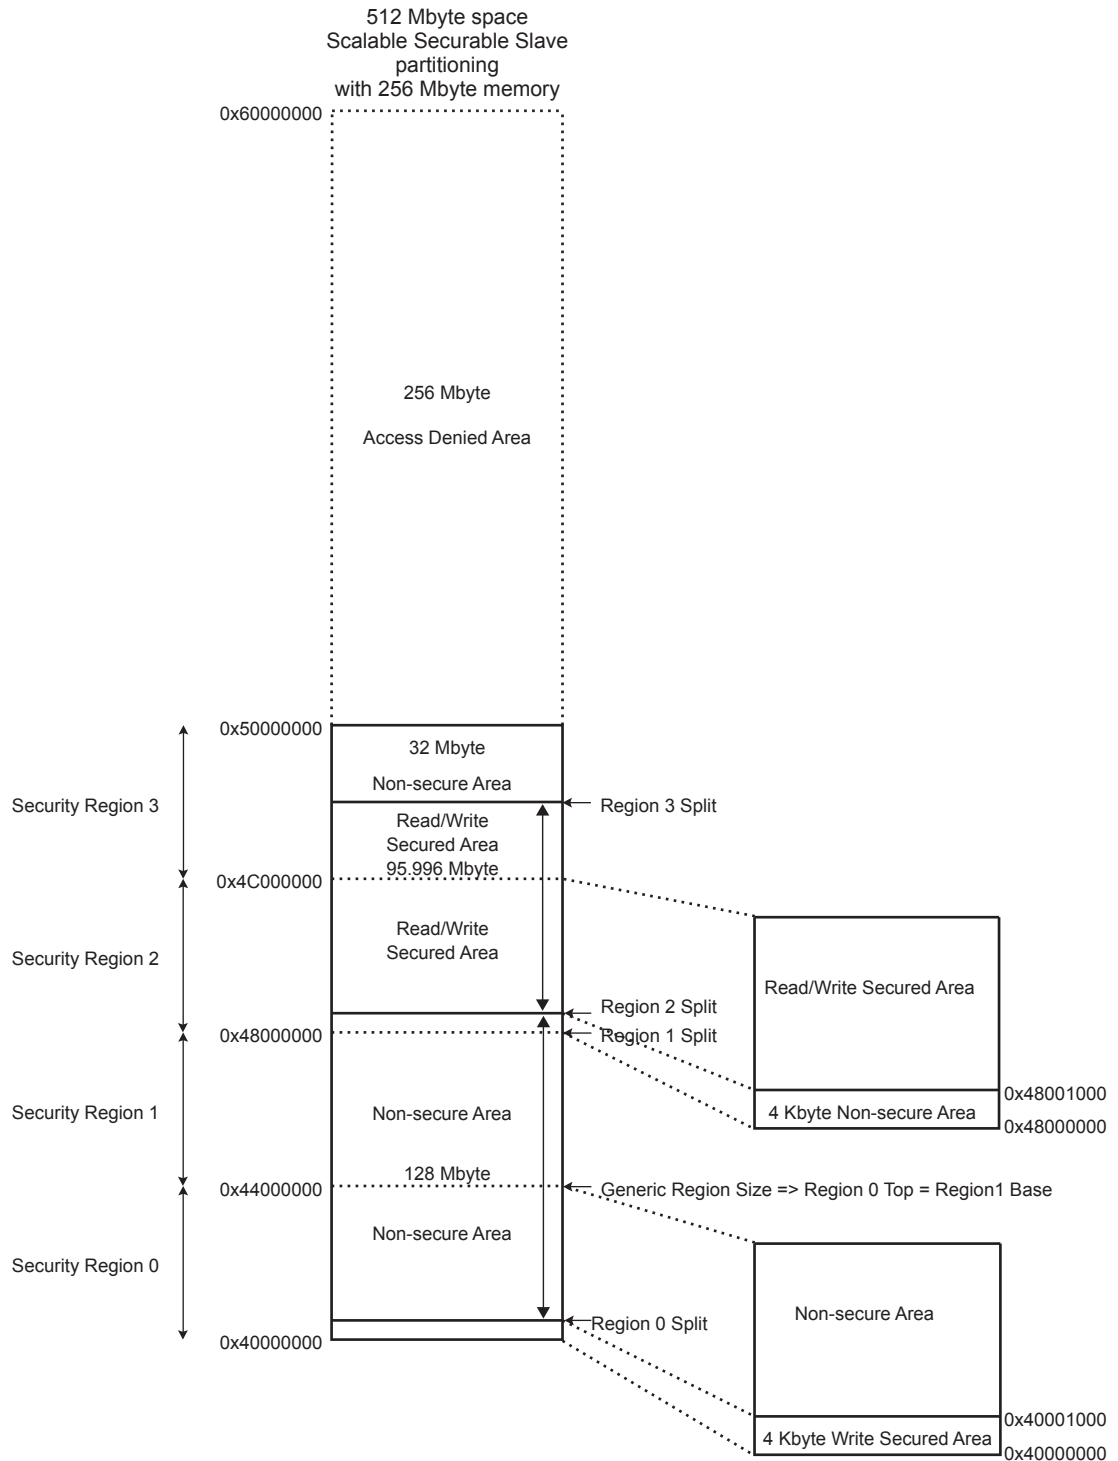 512 Mbyte space
Scalable Securable Slave
partitioning
with 256 Mbyte memory
0x60000000
256 Mbyte
Access Denied Area
0x50000000
32 Mbyte
Non-secure Area
Security Region 3
Region 3 Split
Read/Write
Secured Area
95.996 Mbyte
0x4C000000
Read/Write
Secured Area
Security Region 2
Read/Write Secured Area
Region 2 Split
0x48000000
Region 1 Split
0x48001000
4 Kbyte Non-secure Area
0x48000000
Security Region 1
Non-secure Area
128 Mbyte
0x44000000
Generic Region Size => Region 0 Top = Region1 Base
Non-secure Area
Security Region 0
Non-secure Area
Region 0 Split
0x40000000
0x40001000
4 Kbyte Write Secured Area
0x40000000